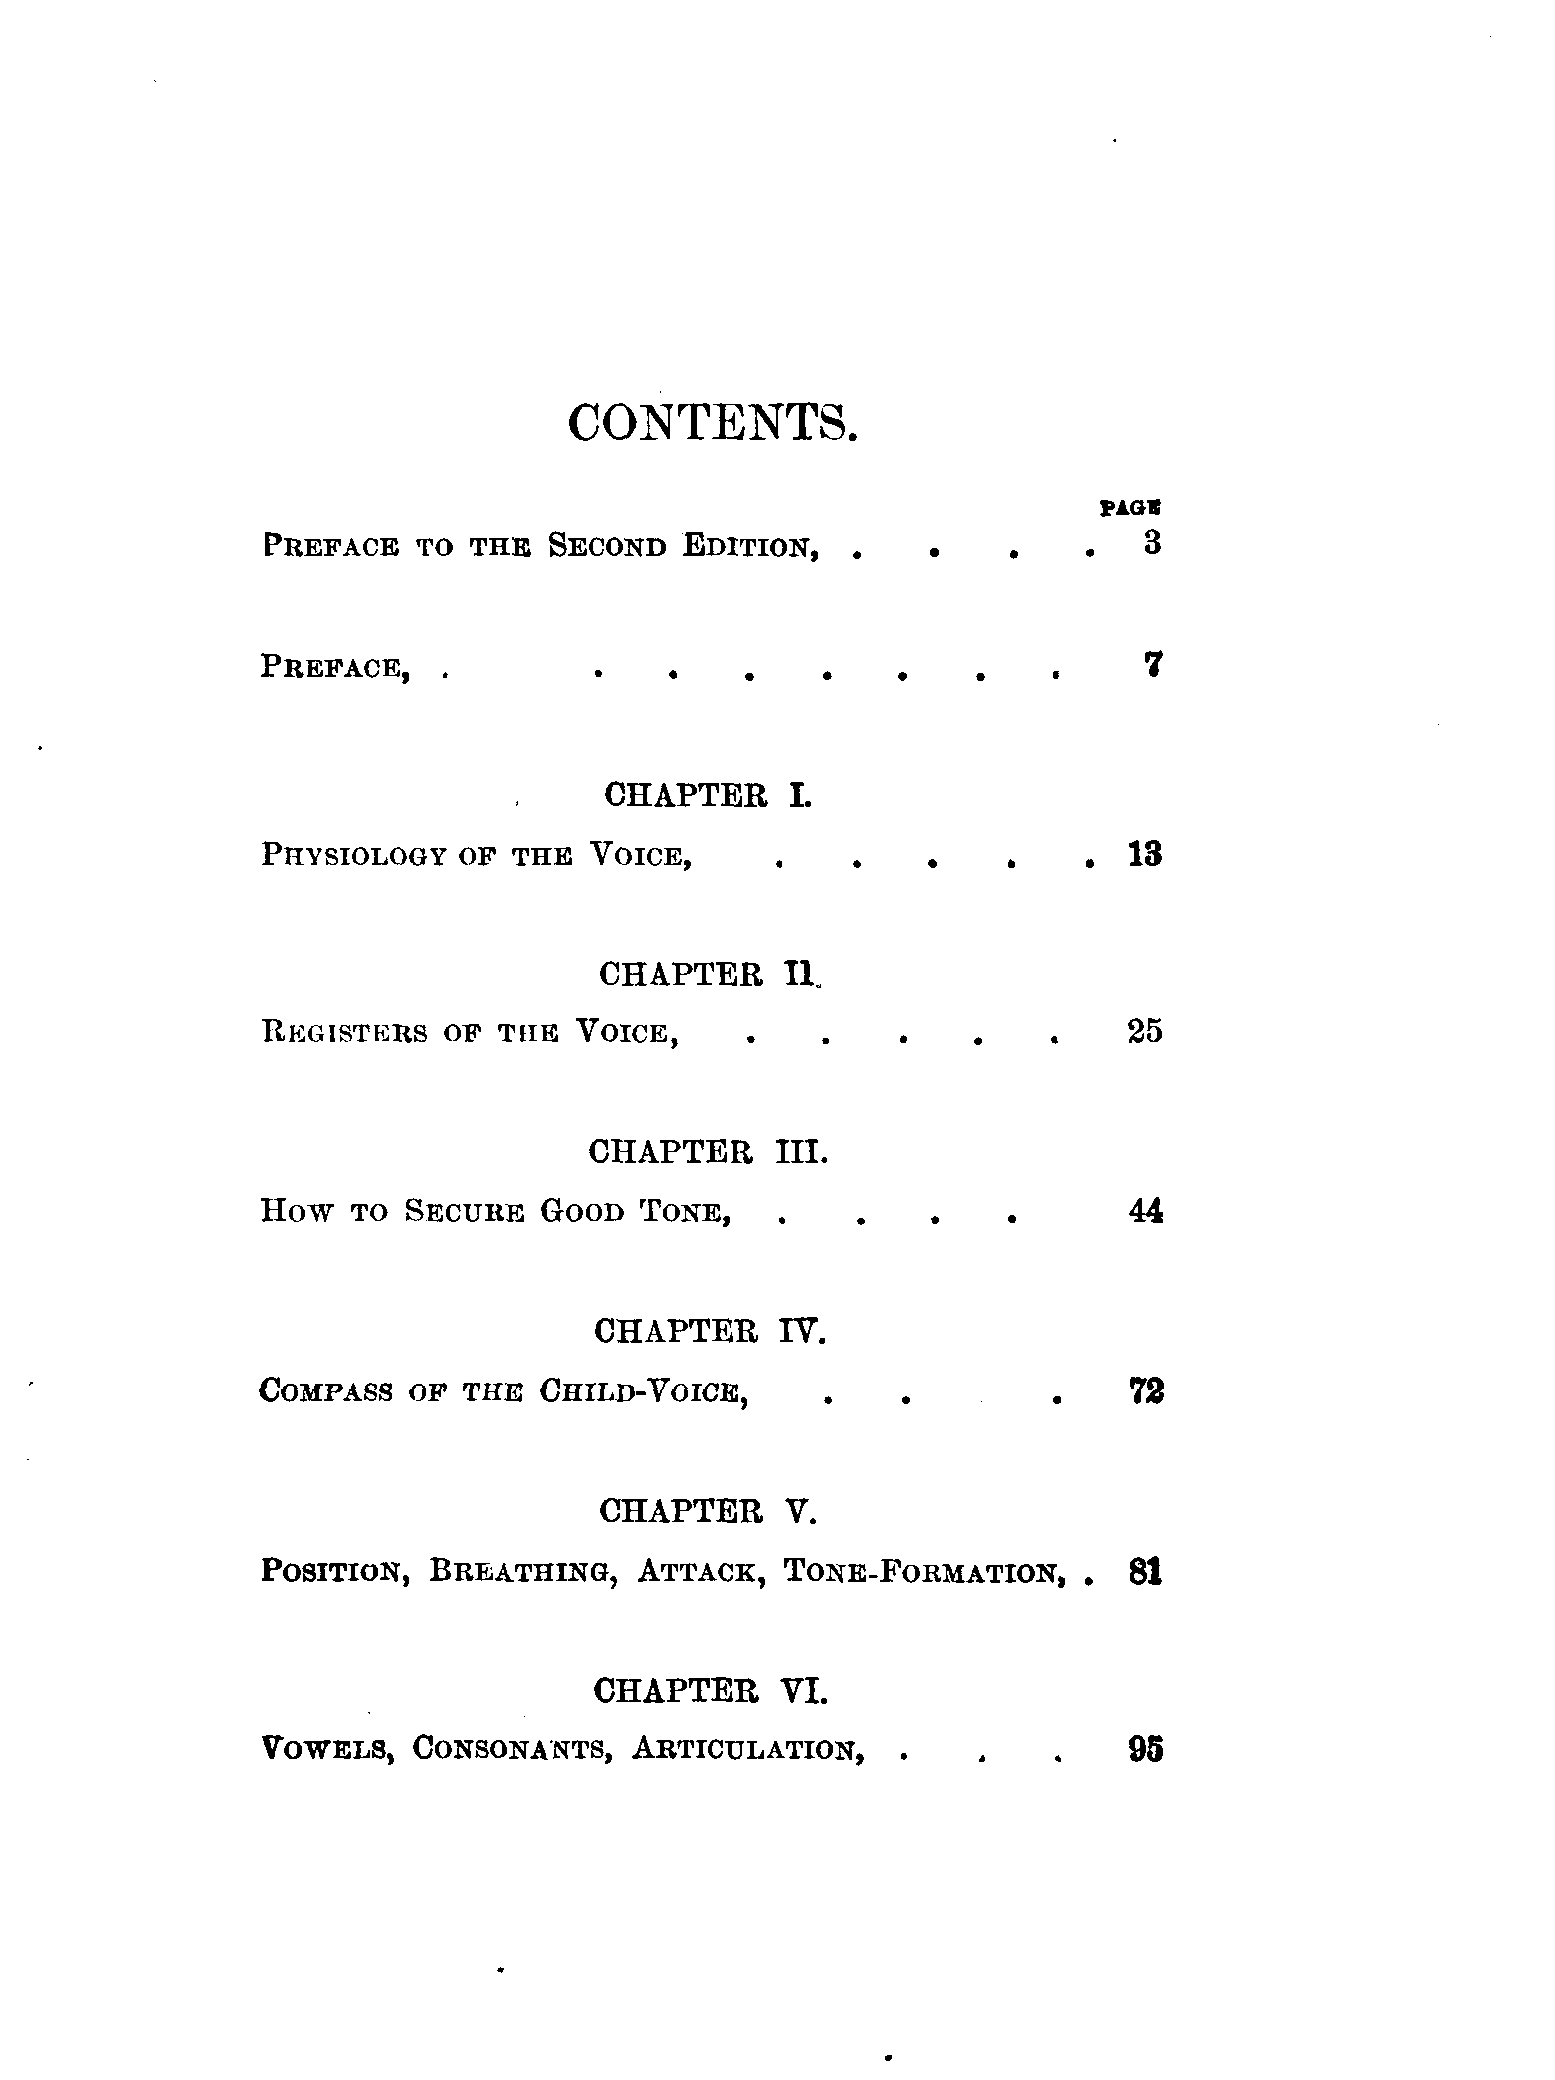 CONTENTS.
PAGE
PREFACE TO THE SECOND EDITION, . . . . 3
PREFACE, . . . . . . . . 7
CHAPTER I.
PHYSIOLOGY OF THE VOICE, . . . . . 13
CHAPTER II.
REGISTERS OF THE VOICE, . . . . . 25
CHAPTER III.
HOW TO SECURE GOOD TONE, . . . . 44
CHAPTER IV.
COMPASS OF THE CHILD-VOICE, . . . 72
CHAPTER V.
POSITION, BREATHING, ATTACK, TONE-FORMATION, . 81
CHAPTER VI.
VOWELS, CONSONANTS, ARTICULATION, . . . 95